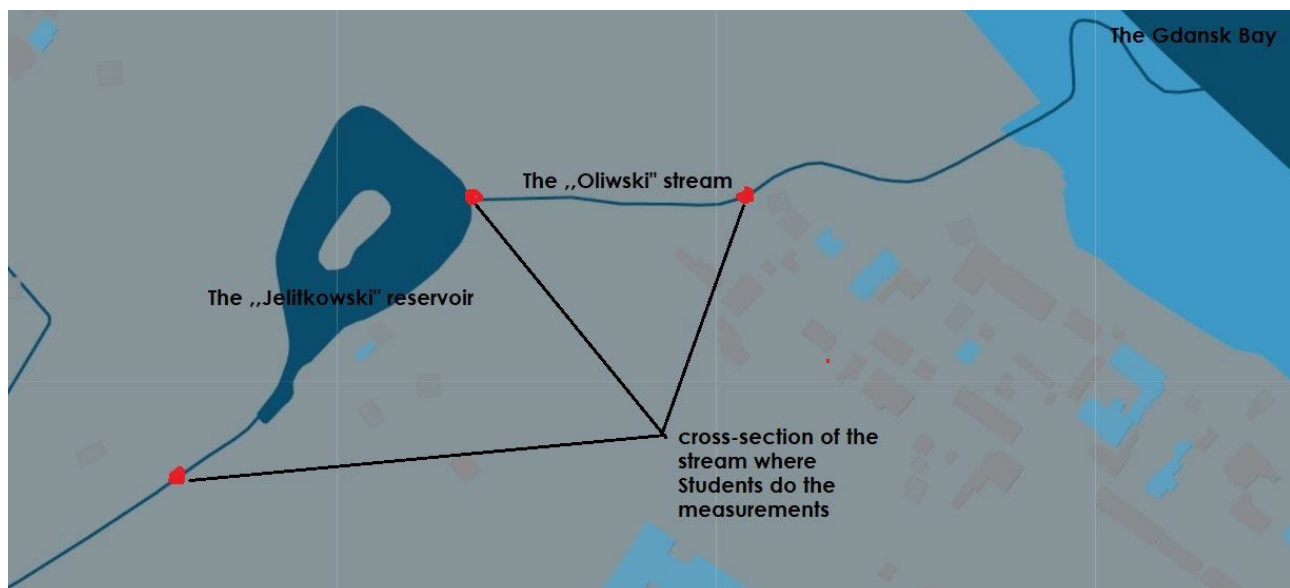 The Gdansk Bay
The ,,Oliwski" stream
The ,,Jelitkowski" reservoir
cross-section of the
stream where
Students do the
measurements